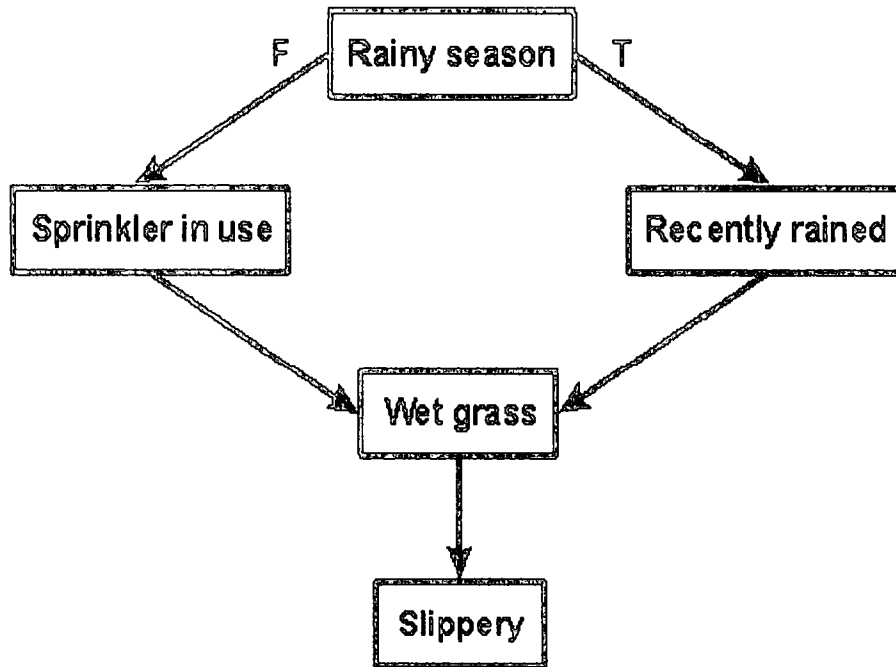 F
Rainy season
T
Sprinkler in use
Recently rained
Wet grass
Slippery